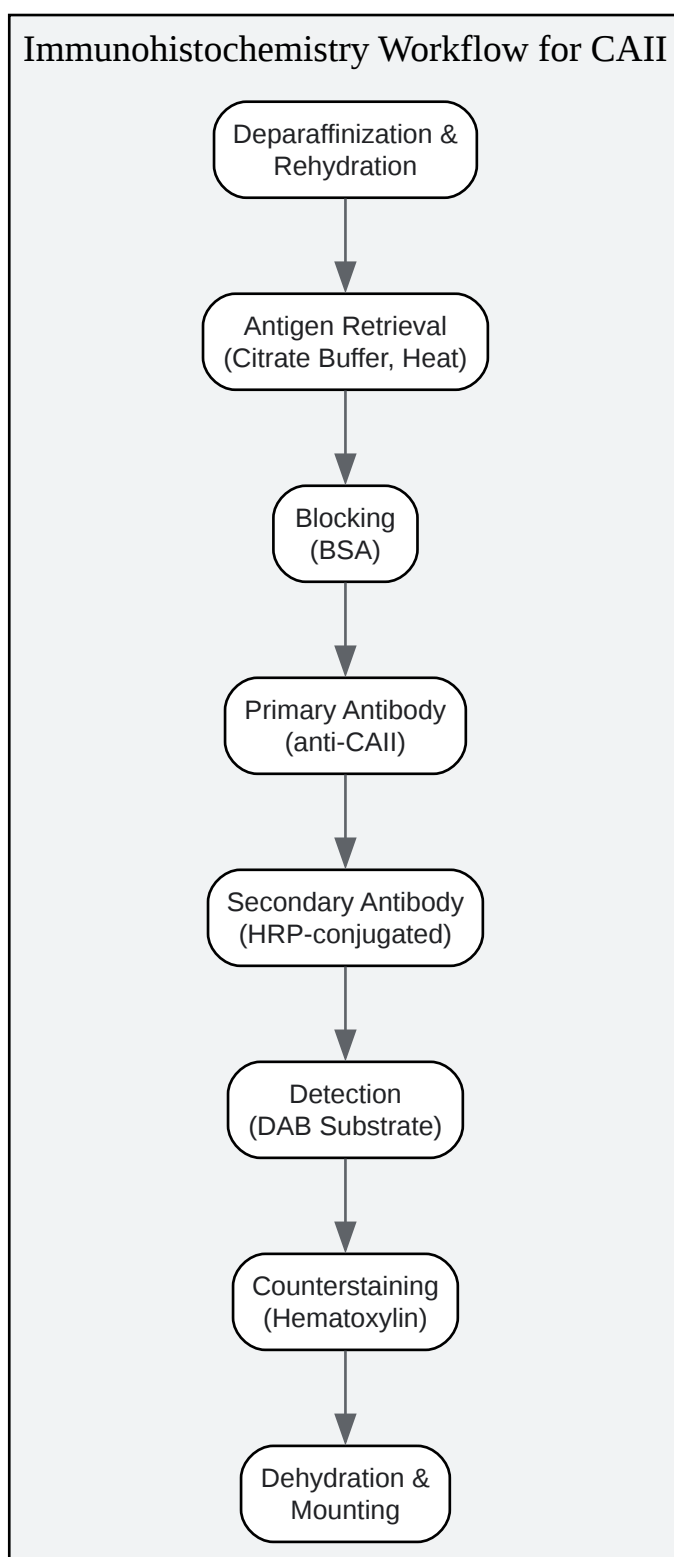 Immunohistochemistry Workflow for CAII
Deparaffinization &
Rehydration
Antigen Retrieval
(Citrate Buffer, Heat)
Blocking
(BSA)
Primary Antibody
(anti-CAII)
Secondary Antibody
(HRP-conjugated)
Detection
(DAB Substrate)
Counterstaining
(Hematoxylin)
Dehydration &
Mounting